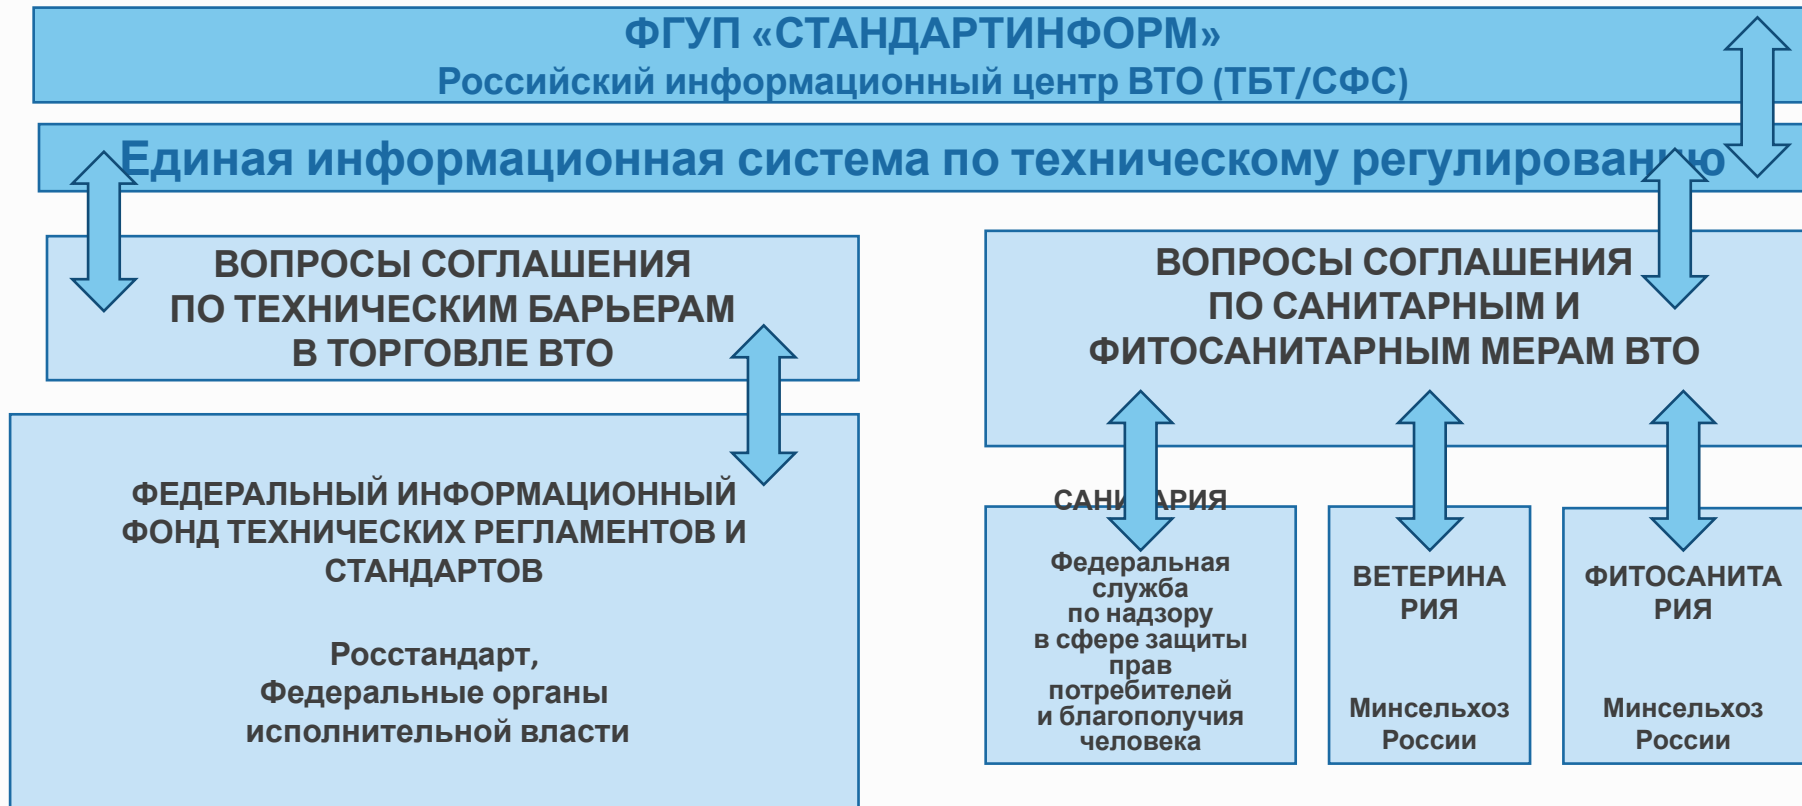 ФГУП «СТАНДАРТИНФОРМ»
Российский информационный центр ВТО (ТБТ/СФС)
Единая информационная система по техническому регулированию
ВОПРОСЫ СОГЛАШЕНИЯ
ПО ТЕХНИЧЕСКИМ БАРЬЕРАМ
В ТОРГОВЛЕ ВТО
ВОПРОСЫ СОГЛАШЕНИЯ
ПО САНИТАРНЫМ И
ФИТОСАНИТАРНЫМ МЕРАМ ВТО
ФЕДЕРАЛЬНЫЙ ИНФОРМАЦИОННЫЙ
ФОНД ТЕХНИЧЕСКИХ РЕГЛАМЕНТОВ И
СТАНДАРТОВ
Росстандарт,
Федеральные органы
исполнительной власти
САНИТАРИЯ
Федеральная
служба
по надзору
в сфере защиты
прав
потребителей
и благополучия
человека
ВЕТЕРИНА
РИЯ
Минсельхоз
России
ФИТОСАНИТА
РИЯ
Минсельхоз
России